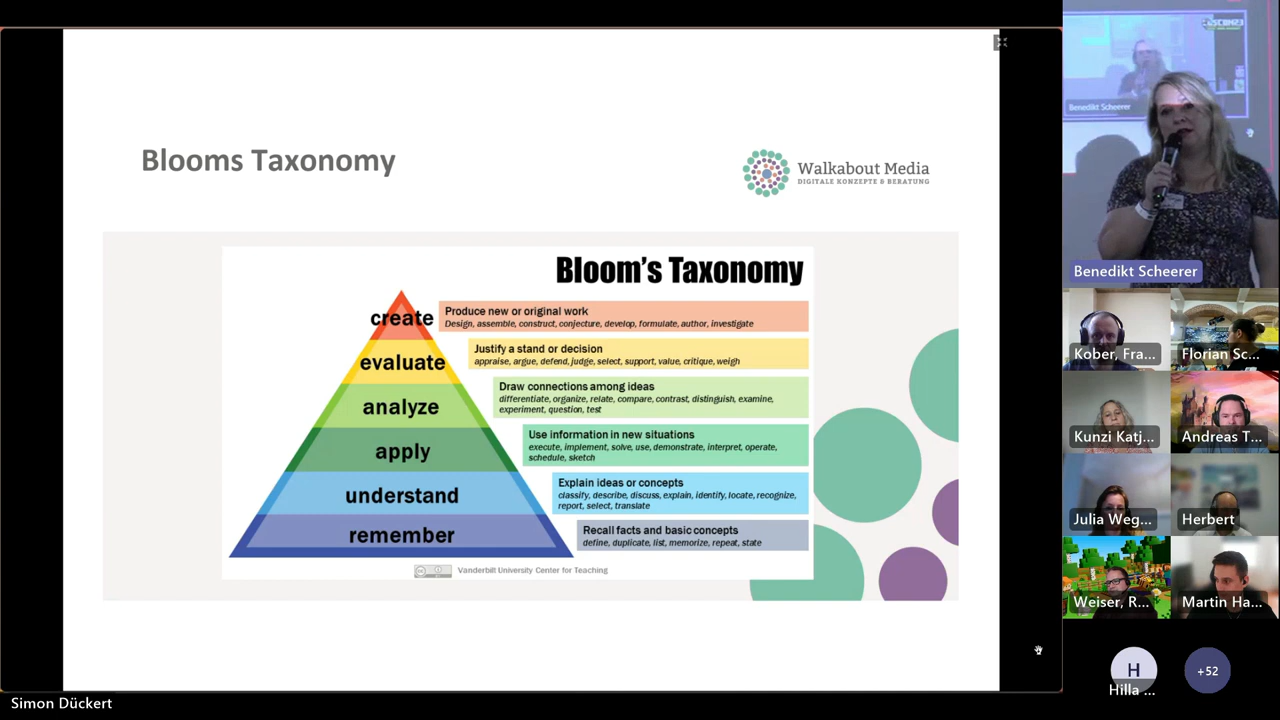 Blooms Taxonomy
Walkabout Media
DIGITALE KONZEPTE & BERATUNG
Bloom's Taxonomy
create
Produce new or original work
Design, assemble, construct, conjecture, develop, formulate, author, investigate
evaluate
Justify a stand or decision
appraise, argue, defend, judge, select, support, value, critique, weigh
analyze
Draw connections among ideas
differentiate, organize, relate, compare, contrast, distinguish, examine,
experiment, question, test
apply
Use information in new situations
execute, implement, solve, use, demonstrate, interpret, operate,
schedule, sketch
understand
Explain ideas or concepts
classify, describe, discuss, explain, identify, locate, recognize,
report, select, translate
remember
Recall facts and basic concepts
define, duplicate, list, memorize, repeat, state
Vanderbilt University Center for Teaching
Simon Dückert
Benedikt Scheerer
Benedikt Scheerer
Kober, Fra...
Florian Sc...
Kunzi Katj...
Andreas T...
Julia Weg...
Herbert
Weiser, R...
Martin Ha...
H
Hilla ...
+52